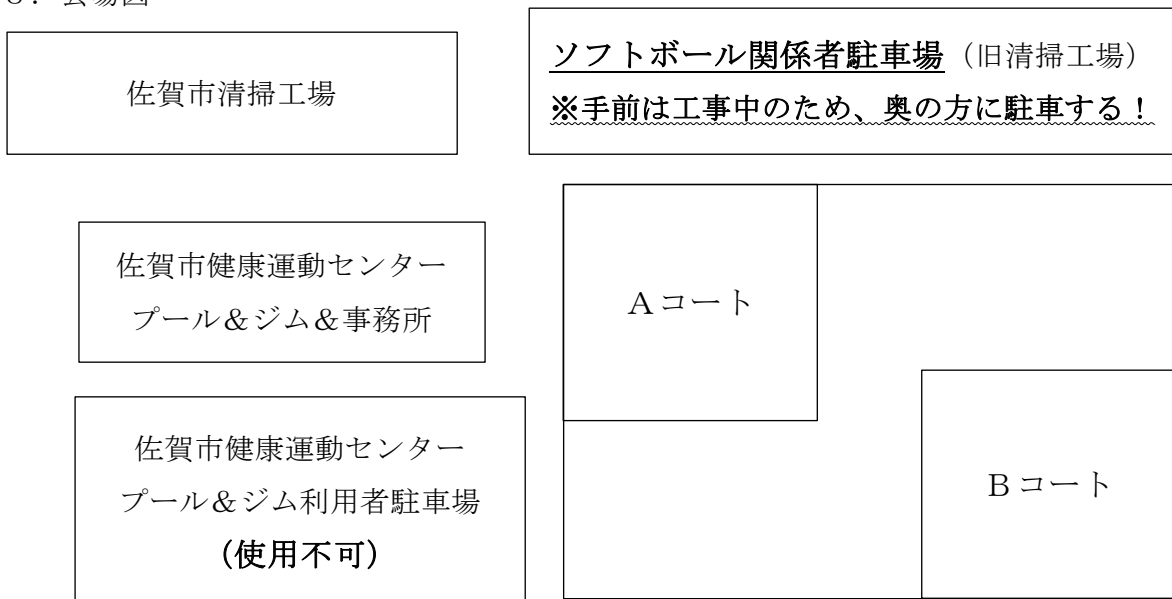 佐賀市清掃工場
ソフトボール関係者駐車場（旧清掃工場）
※手前は工事中のため、奥の方に駐車する！
佐賀市健康運動センター
プール＆ジム＆事務所
Ａコート
佐賀市健康運動センター
プール＆ジム利用者駐車場
（使用不可）
Ｂコート